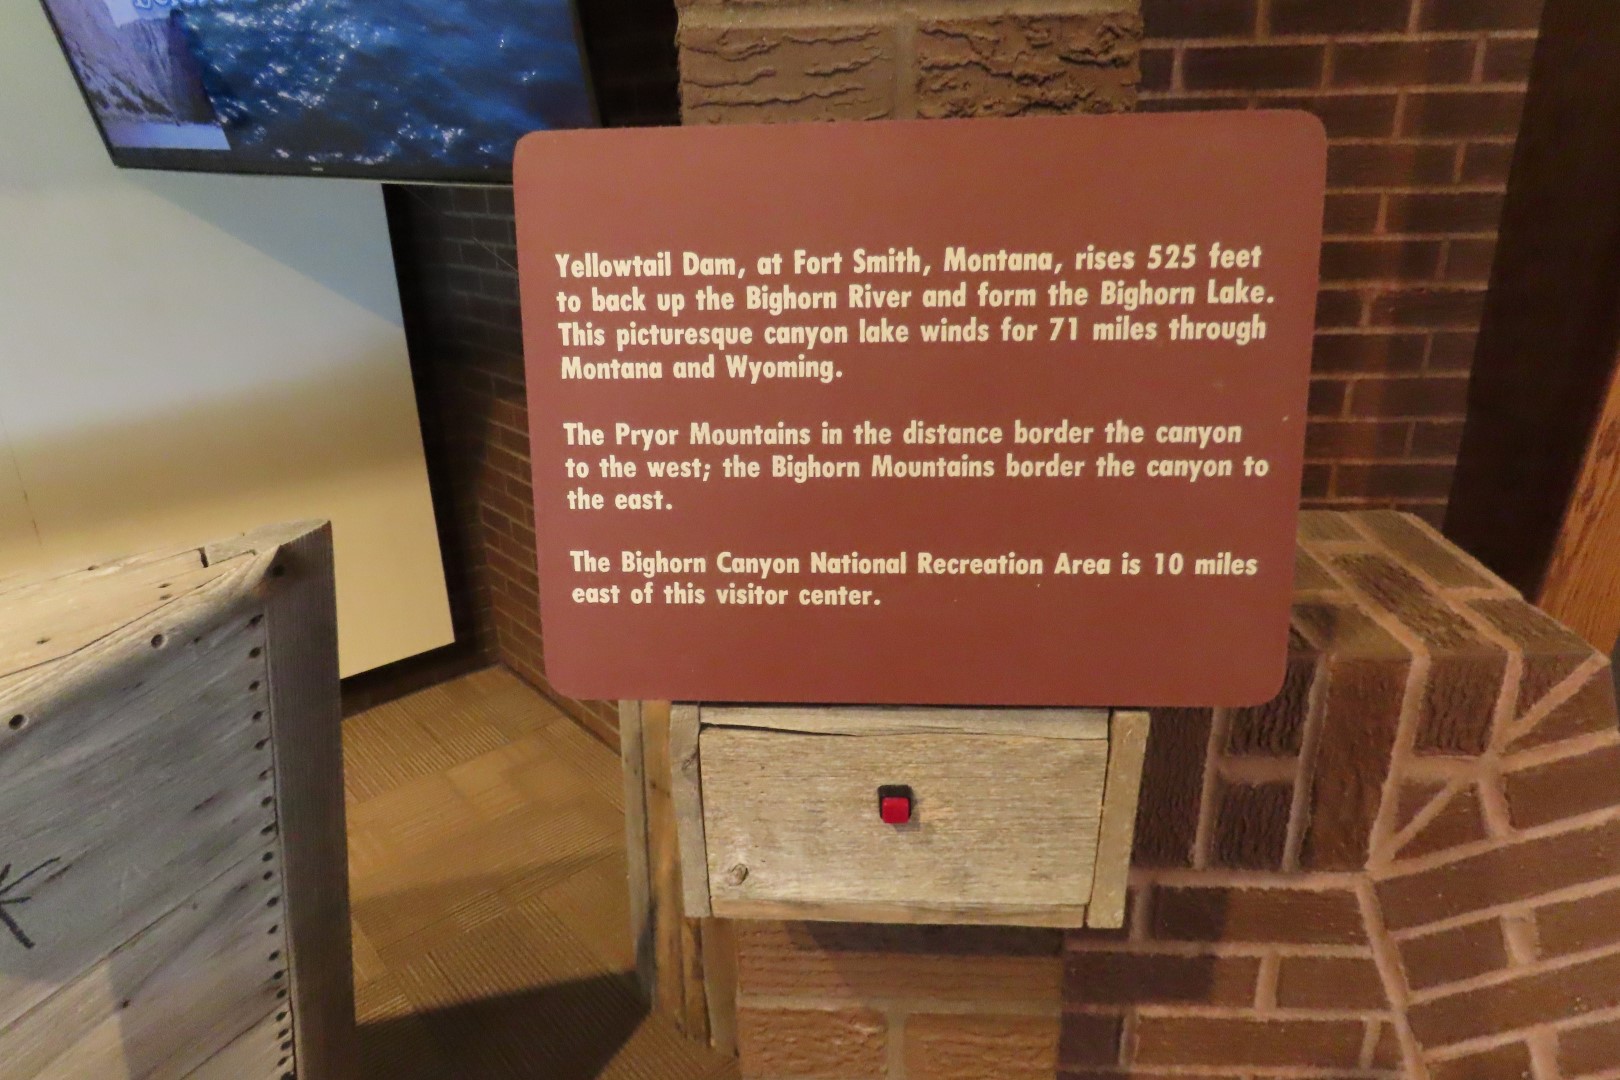 Yellowtail Dam, at Fort Smith, Montana, rises 525 feet
to back up the Bighorn River and form the Bighorn Lake.
This picturesque canyon lake winds for 71 miles through
Montana and Wyoming.
The Pryor Mountains in the distance border the canyon
to the west; the Bighorn Mountains border the canyon to
the east.
The Bighorn Canyon National Recreation Area is 10 miles
east of this visitor center.